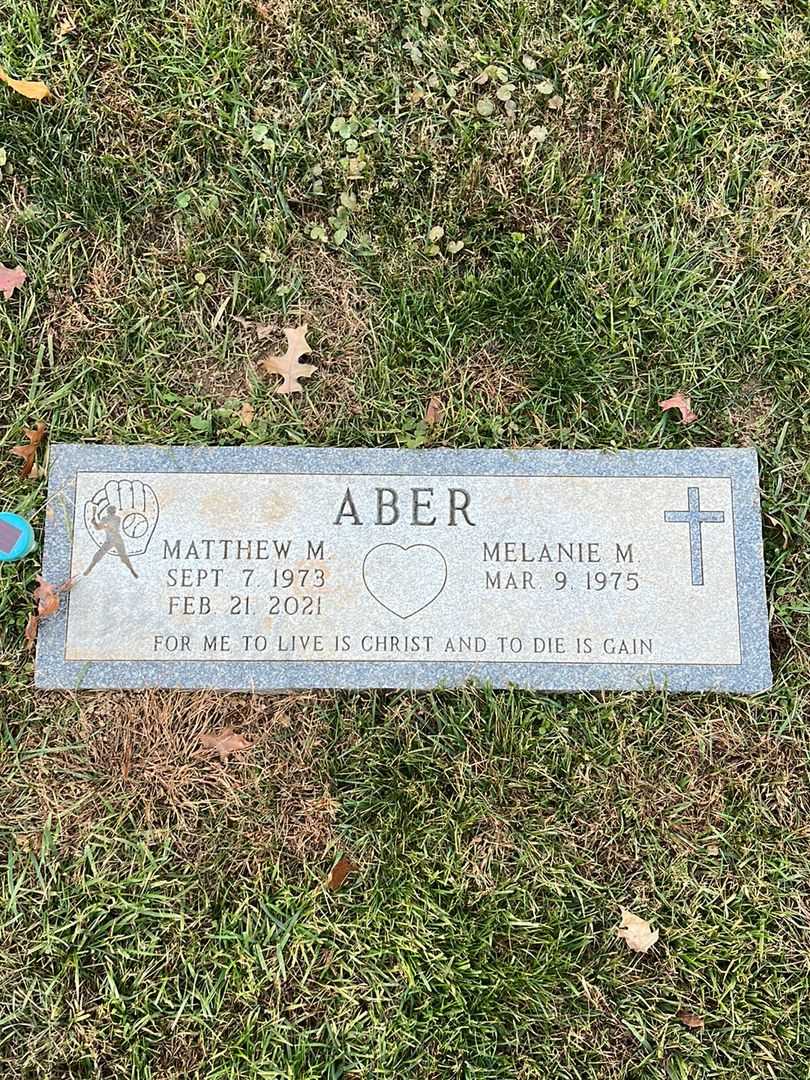 ABER
MATTHEW M.
SEPT. 7, 1973
FEB. 21, 2021
MELANIE M.
MAR. 9, 1975
FOR ME TO LIVE IS CHRIST AND TO DIE IS GAIN